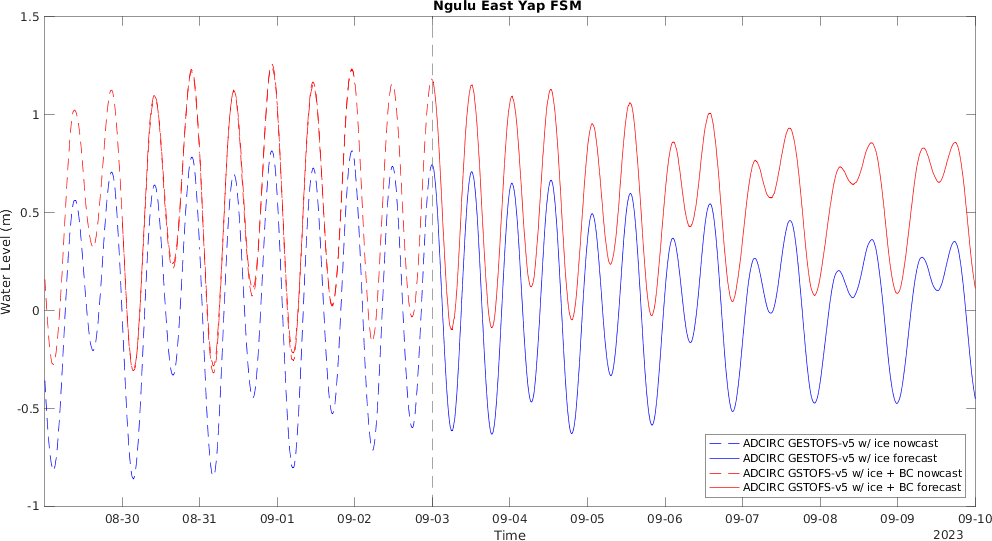 Ngulu East Yap FSM
1.5
1
0.5
0
-0.5
-1
Water Level (m)
ADCIRC GESTOFS-v5 w/ ice nowcast
ADCIRC GESTOFS-v5 w/ ice forecast
ADCIRC GSTOFS-v5 w/ ice + BC nowcast
ADCIRC GSTOFS-v5 w/ ice + BC forecast
08-30 08-31 09-01 09-02 09-03 09-04 09-05 09-06 09-07 09-08 09-09 09-10
Time
2023